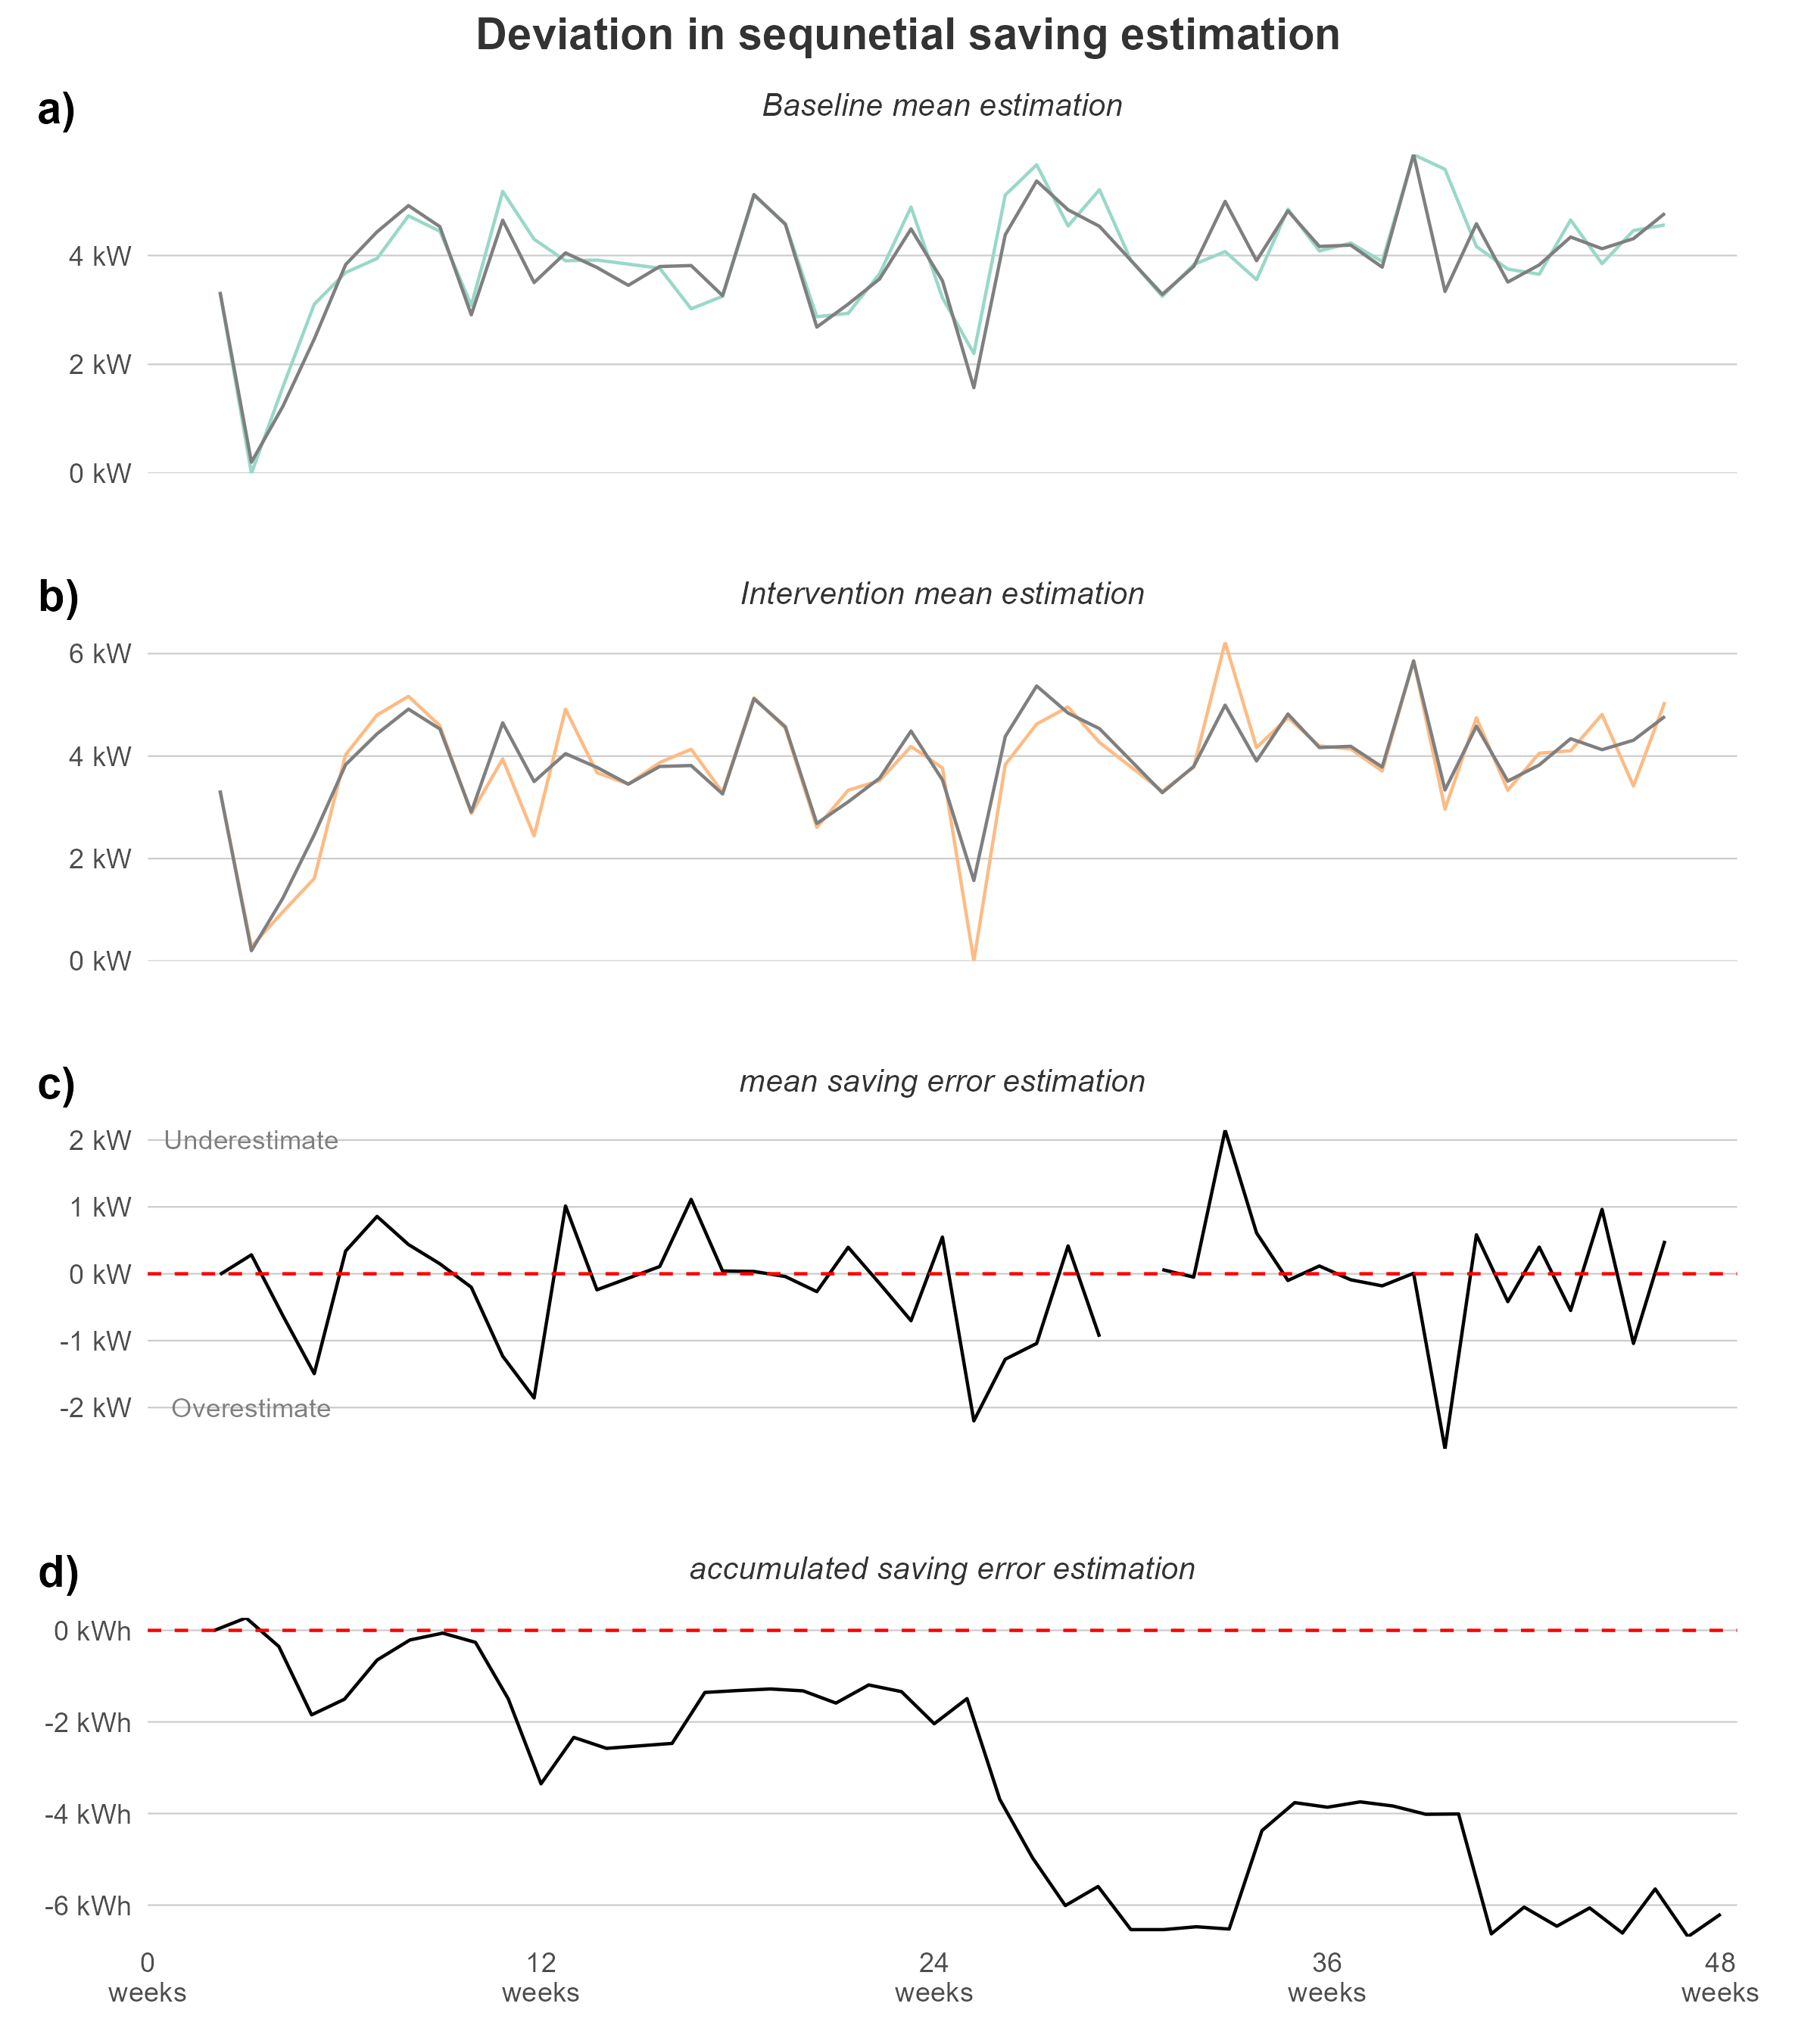 Deviation in sequnetial saving estimation
a)
Baseline mean estimation
4 kW
2 kW
0 kW
b)
Intervention mean estimation
6 kW
4 kW
2 kW
0 kW
c)
mean saving error estimation
2 kW
Underestimate
1 kW
0 kW
-1 kW
-2 kW
Overestimate
d)
accumulated saving error estimation
0 kWh
-2 kWh
-4 kWh
-6 kWh
0
weeks
12
weeks
24
weeks
36
weeks
48
weeks